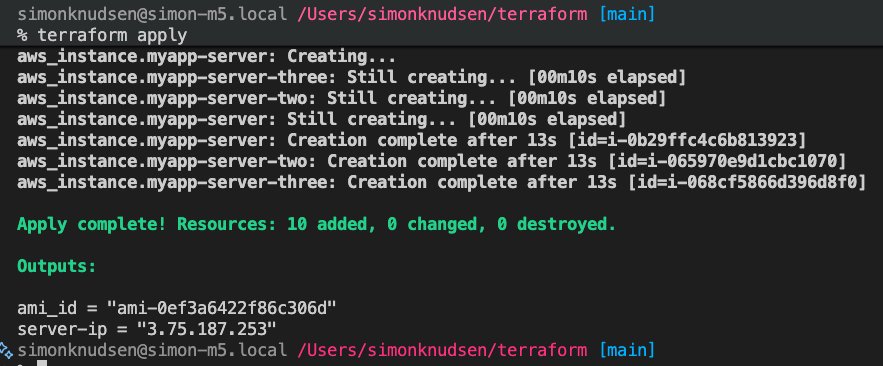 simonknudsen@simon-m5.local /Users/simonknudsen/terraform [main]
% terraform apply
aws_instance.myapp-server: Creating...
aws_instance.myapp-server-three: Still creating... [00m10s elapsed]
aws_instance.myapp-server-two: Still creating... [00m10s elapsed]
aws_instance.myapp-server: Still creating... [00m10s elapsed]
aws_instance.myapp-server: Creation complete after 13s [id=i-0b29ffc4c6b813923]
aws_instance.myapp-server-two: Creation complete after 13s [id=i-065970e9d1cbc1070]
aws_instance.myapp-server-three: Creation complete after 13s [id=i-068cf5866d396d8f0]
Apply complete! Resources: 10 added, 0 changed, 0 destroyed.
Outputs:
ami_id = "ami-0ef3a6422f86c306d"
server-ip = "3.75.187.253"
simonknudsen@simon-m5.local /Users/simonknudsen/terraform [main]
%